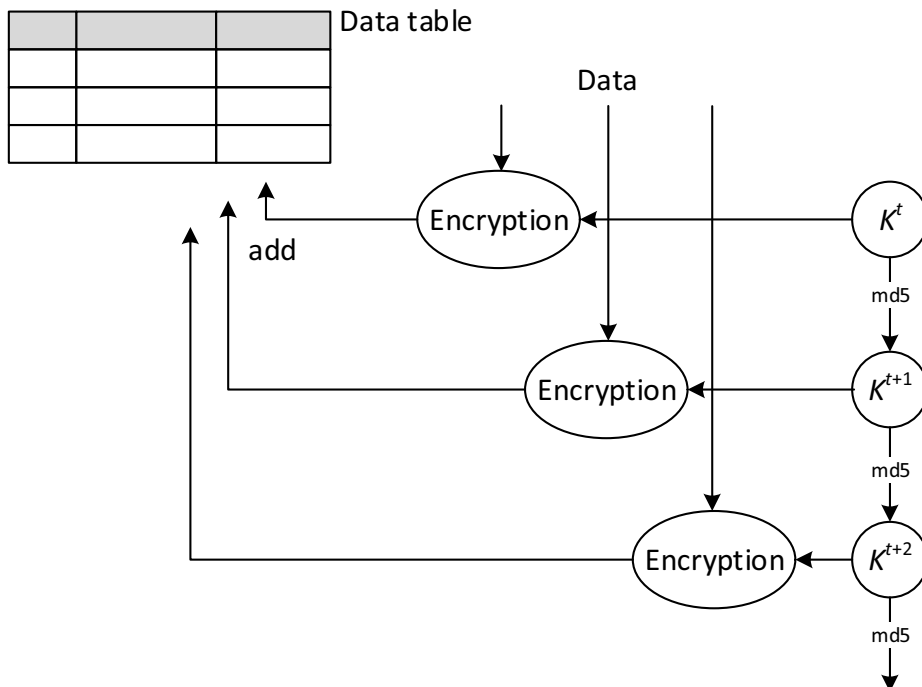 Data table
Data
Encryption
K^t
add
md5
Encryption
K^{t+1}
md5
Encryption
K^{t+2}
md5